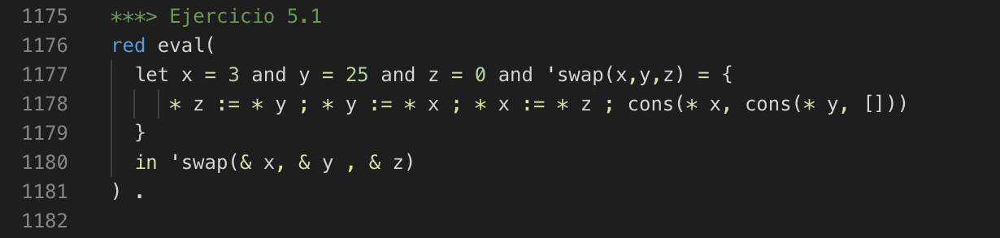 1175 ***> Ejercicio 5.1
1176 red eval(
1177 let x = 3 and y = 25 and z = 0 and 'swap(x,y,z) = {
1178 * z := * y ; * y := * x ; * x := * z ; cons(* x, cons(* y, []))
1179 }
1180 in 'swap(& x, & y , & z)
1181 ) .
1182